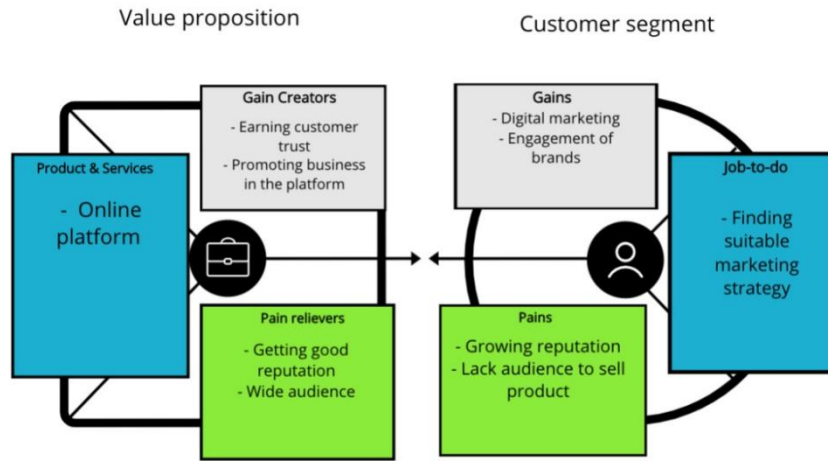 Value proposition
Customer segment
Gain Creators
- Earning customer
trust
- Promoting business
in the platform
Gains
- Digital marketing
- Engagement of
brands
Product & Services
- Online
platform
Job-to-do
- Finding
suitable
marketing
strategy
Pain relievers
- Getting good
reputation
- Wide audience
Pains
- Growing reputation
- Lack audience to sell
product